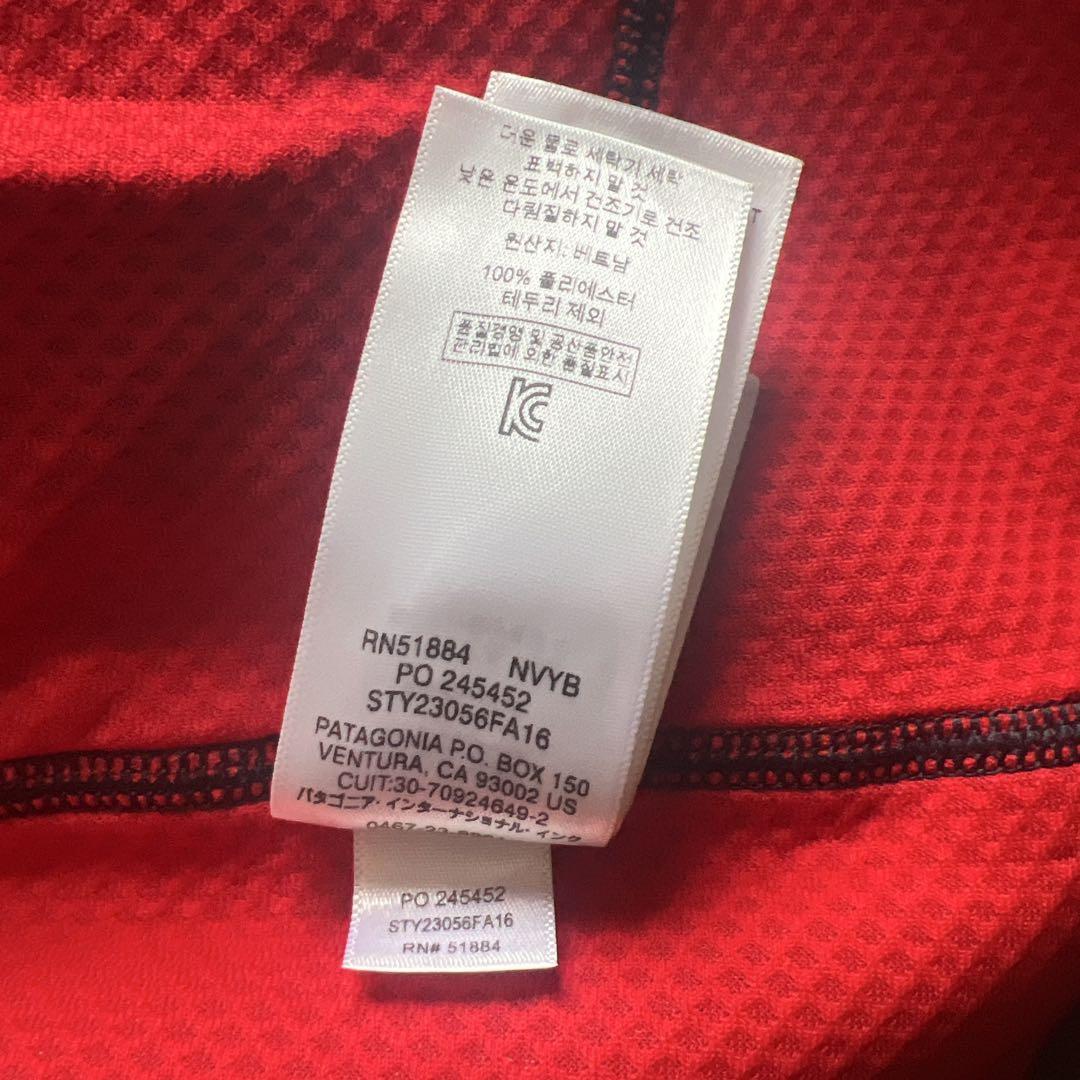 더운 물로 세탁기 세탁
표백하지 말 것
낮은 온도에서 건조기로 건조
다림질하지 말 것
원산지: 베트남
100% 폴리에스터
테두리 제외
품질경영 및 공산품안전
관리법에 의한 품질표시
KC
T
RN51884 NVYB
PO 245452
STY23056FA16
PATAGONIA P.O. BOX 150
VENTURA, CA 93002 US
CUIT:30-70924649-2
パタゴニア・インターナショナル・インク
PO 245452
STY23056FA16
RN# 51884